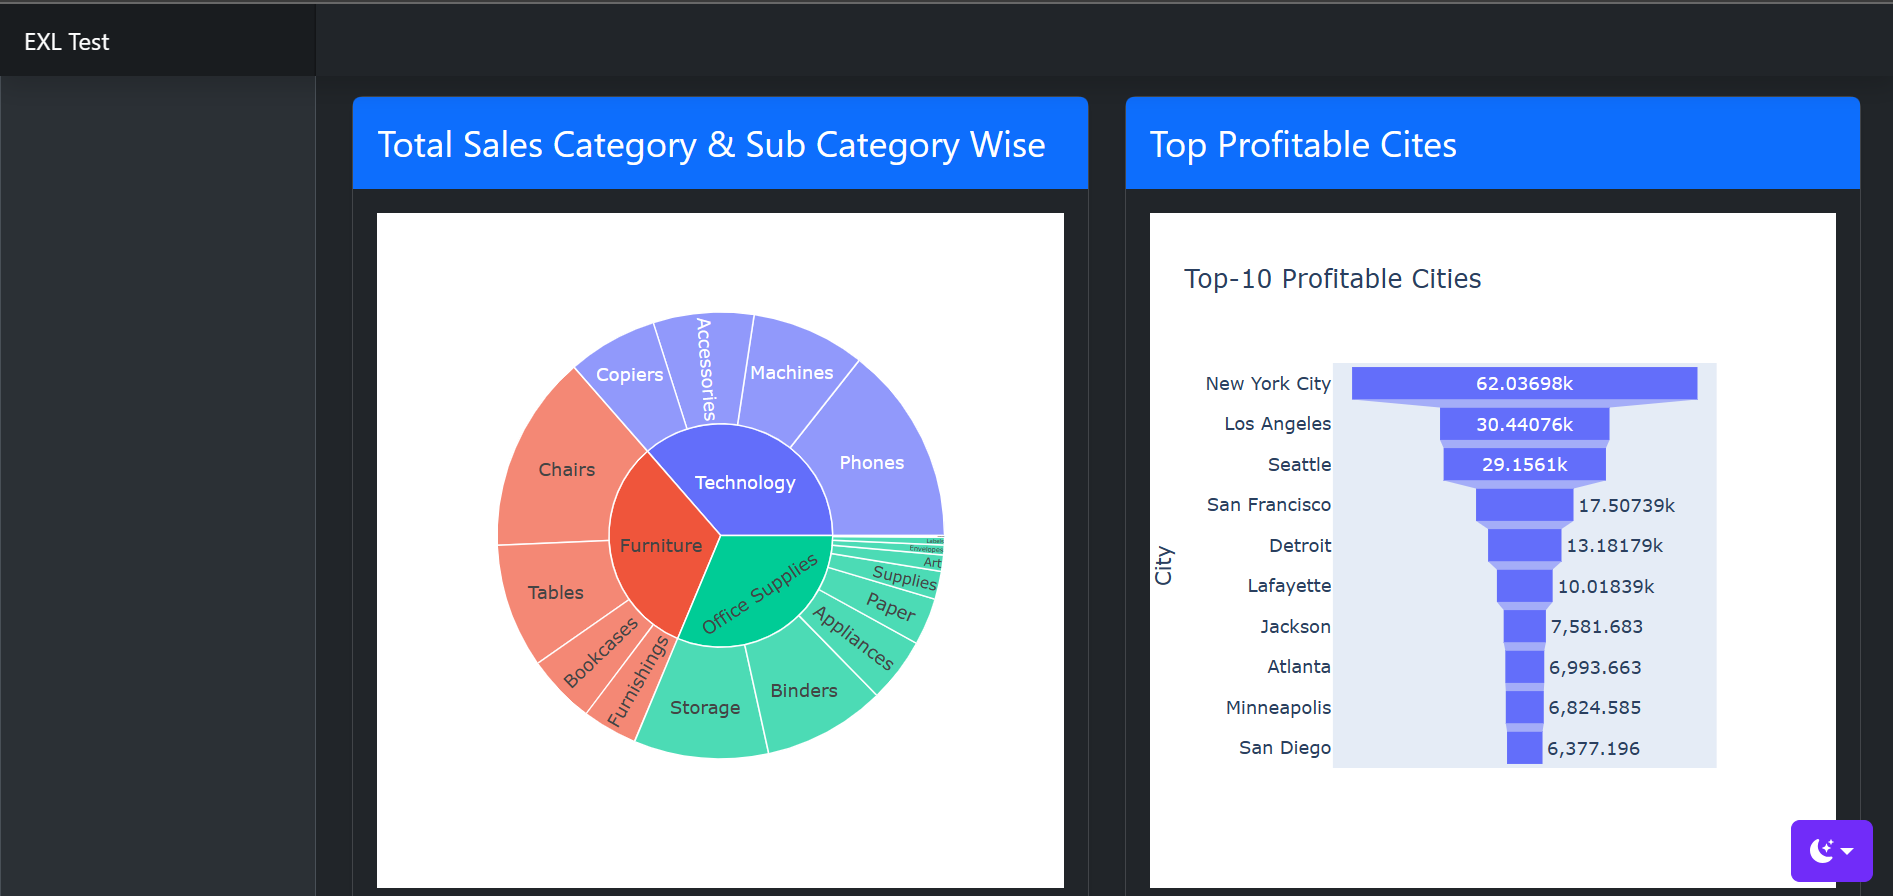 EXL Test
Total Sales Category & Sub Category Wise
Copiers
Accessories
Machines
Phones
Chairs
Technology
Furniture
Tables
Office Supplies
Labels
Envelopes
Art
Supplies
Paper
Appliances
Bookcases
Furnishings
Storage
Binders
Top Profitable Cites
Top-10 Profitable Cities
City
New York City 62.03698k
Los Angeles 30.44076k
Seattle 29.1561k
San Francisco 17.50739k
Detroit 13.18179k
Lafayette 10.01839k
Jackson 7,581.683
Atlanta 6,993.663
Minneapolis 6,824.585
San Diego 6,377.196